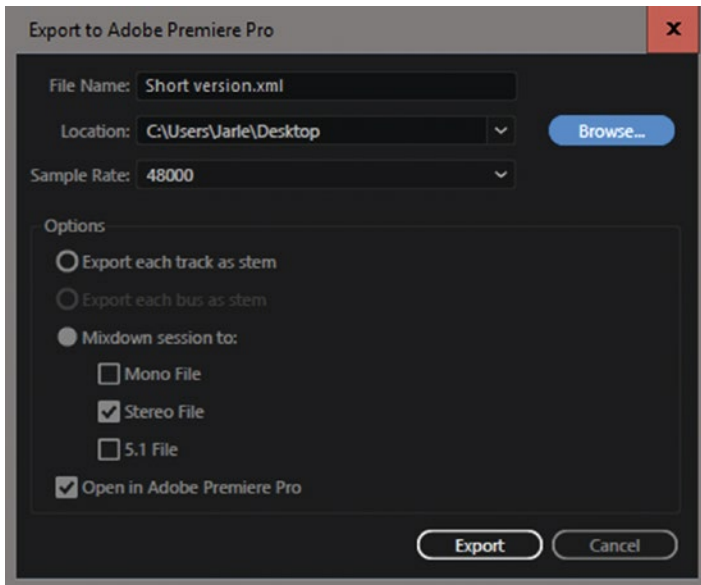 Export to Adobe Premiere Pro
x
File Name: Short version.xml
Location: C:\Users\Jarle\Desktop
Browse...
Sample Rate: 48000
Options
Export each track as stem
Export each bus as stem
Mixdown session to:
Mono File
Stereo File
5.1 File
Open in Adobe Premiere Pro
Export Cancel